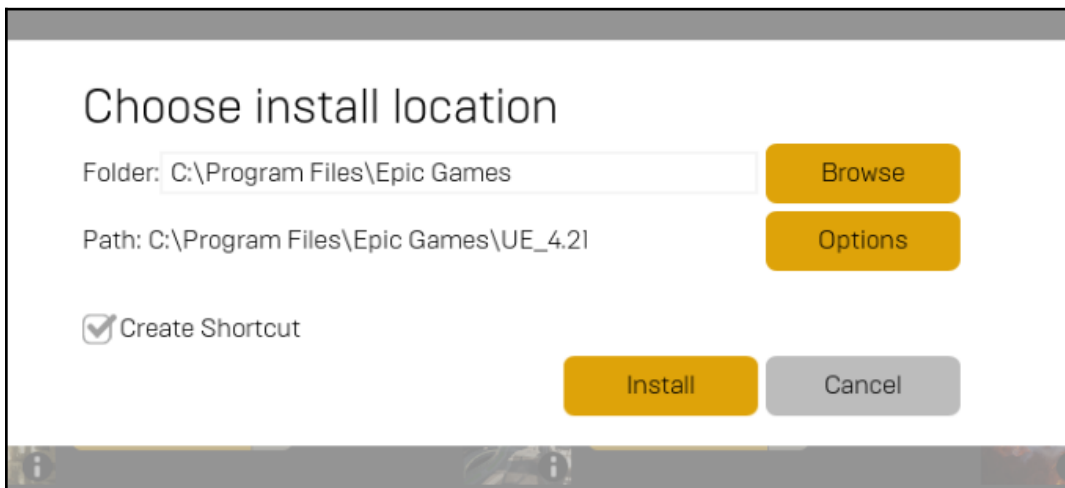 Choose install location
Folder: C:\Program Files\Epic Games Browse
Path: C:\Program Files\Epic Games\UE_4.21 Options
Create Shortcut
Install Cancel